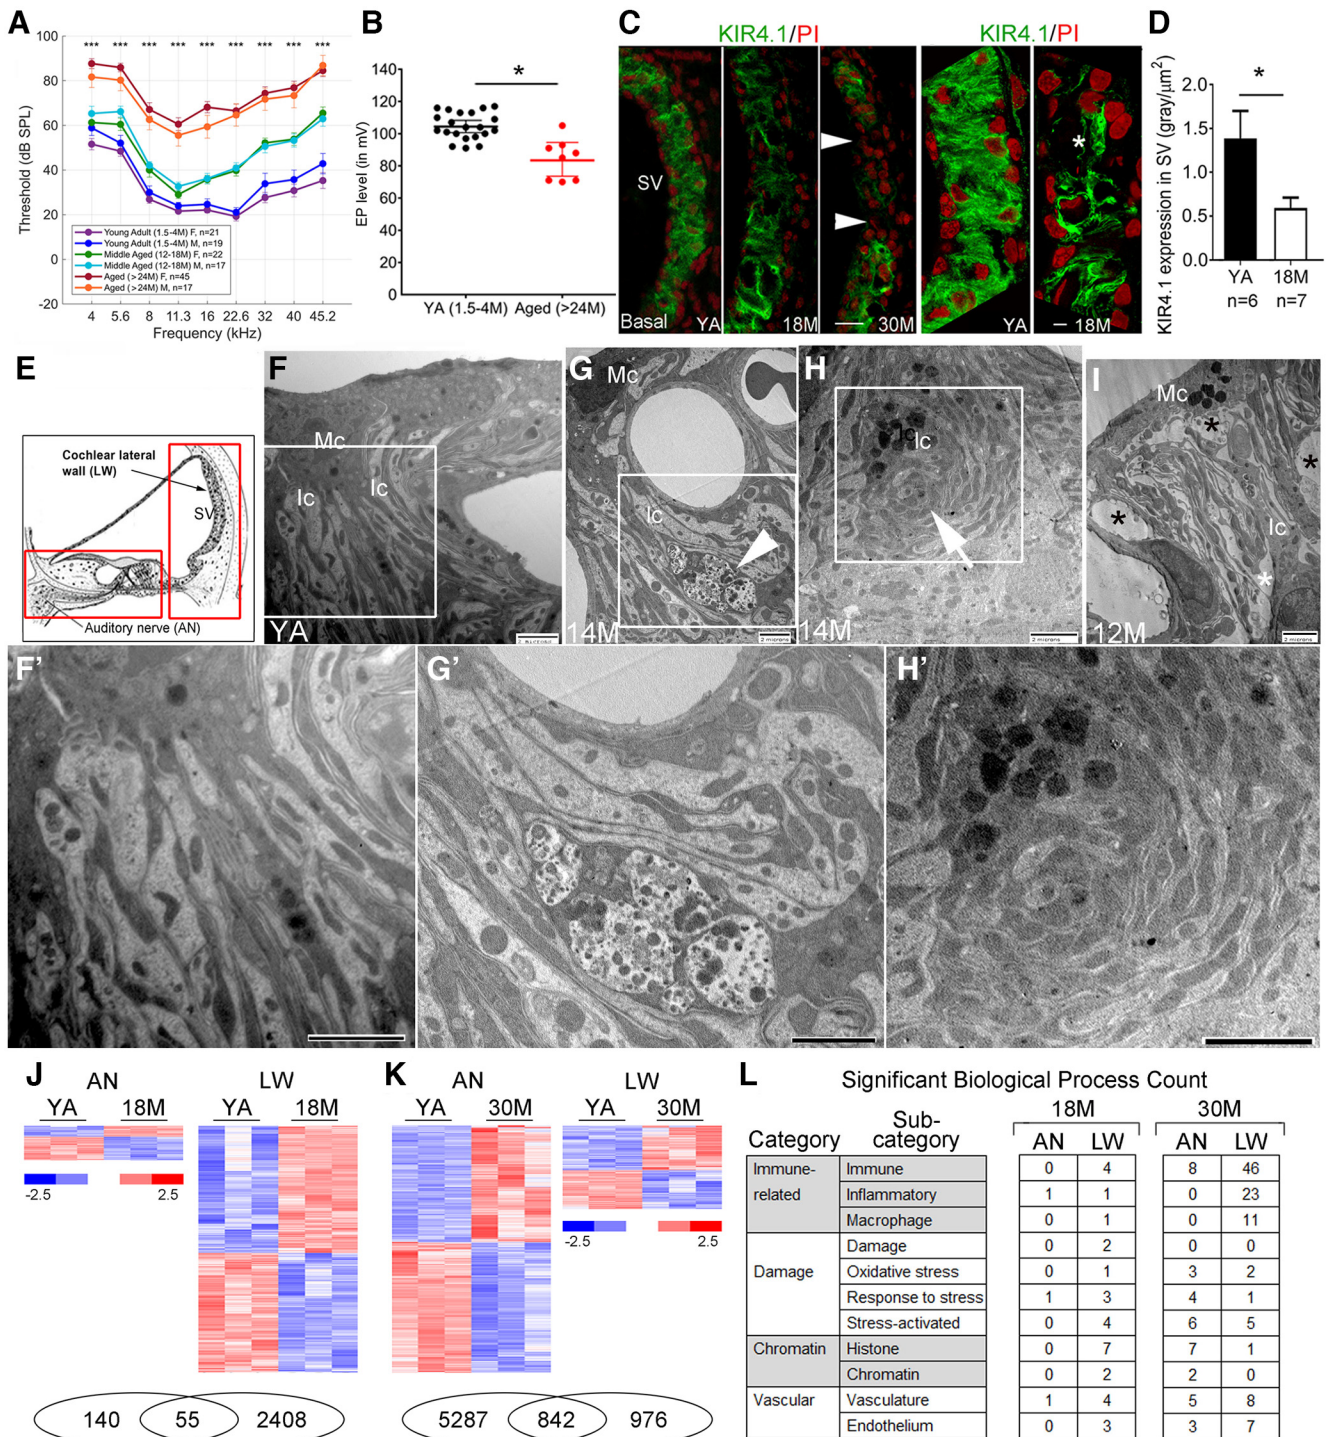 A
*** *** *** *** *** *** *** *** ***
100
80
60
40
20
0
-20
Threshold (dB SPL)
Young Adult (1.5-4M) F, n=21
Young Adult (1.5-4M) M, n=19
Middle Aged (12-18M) F, n=22
Middle Aged (12-18M) M, n=17
Aged (> 24M) F, n=45
Aged (> 24M) M, n=17
4 5.6 8 11.3 16 22.6 32 40 45.2
Frequency (kHz)
B
*
140
120
100
80
60
40
20
0
EP level (in mV)
YA (1.5-4M) Aged (>24M)
C
KIR4.1/PI KIR4.1/PI
SV
*
Basal YA 18M 30M YA 18M
D
KIR4.1 expression in SV (gray/µm²)
*
2.0
1.5
1.0
0.5
0.0
YA 18M
n=6 n=7
E
Cochlear lateral
wall (LW)
SV
Auditory nerve (AN)
F
Mc
Ic Ic
YA
2 microns
G
Mc
Ic
14M
2 microns
H
Ic
Ic
14M
2 microns
I
Mc
*
*
*
Ic
*
12M
2 microns
F'
G'
H'
J
AN LW
YA 18M YA 18M
-2.5 2.5
140 55 2408
K
AN LW
YA 30M YA 30M
-2.5 2.5
5287 842 976
L
Significant Biological Process Count
18M 30M
Category Sub-
category AN LW AN LW
Immune- Immune 0 4 8 46
related Inflammatory 1 1 0 23
Macrophage 0 1 0 11
Damage 0 2 0 0
Damage Oxidative stress 0 1 3 2
Response to stress 1 3 4 1
Stress-activated 0 4 6 5
Chromatin Histone 0 7 7 1
Chromatin 0 2 2 0
Vascular Vasculature 1 4 5 8
Endothelium 0 3 3 7